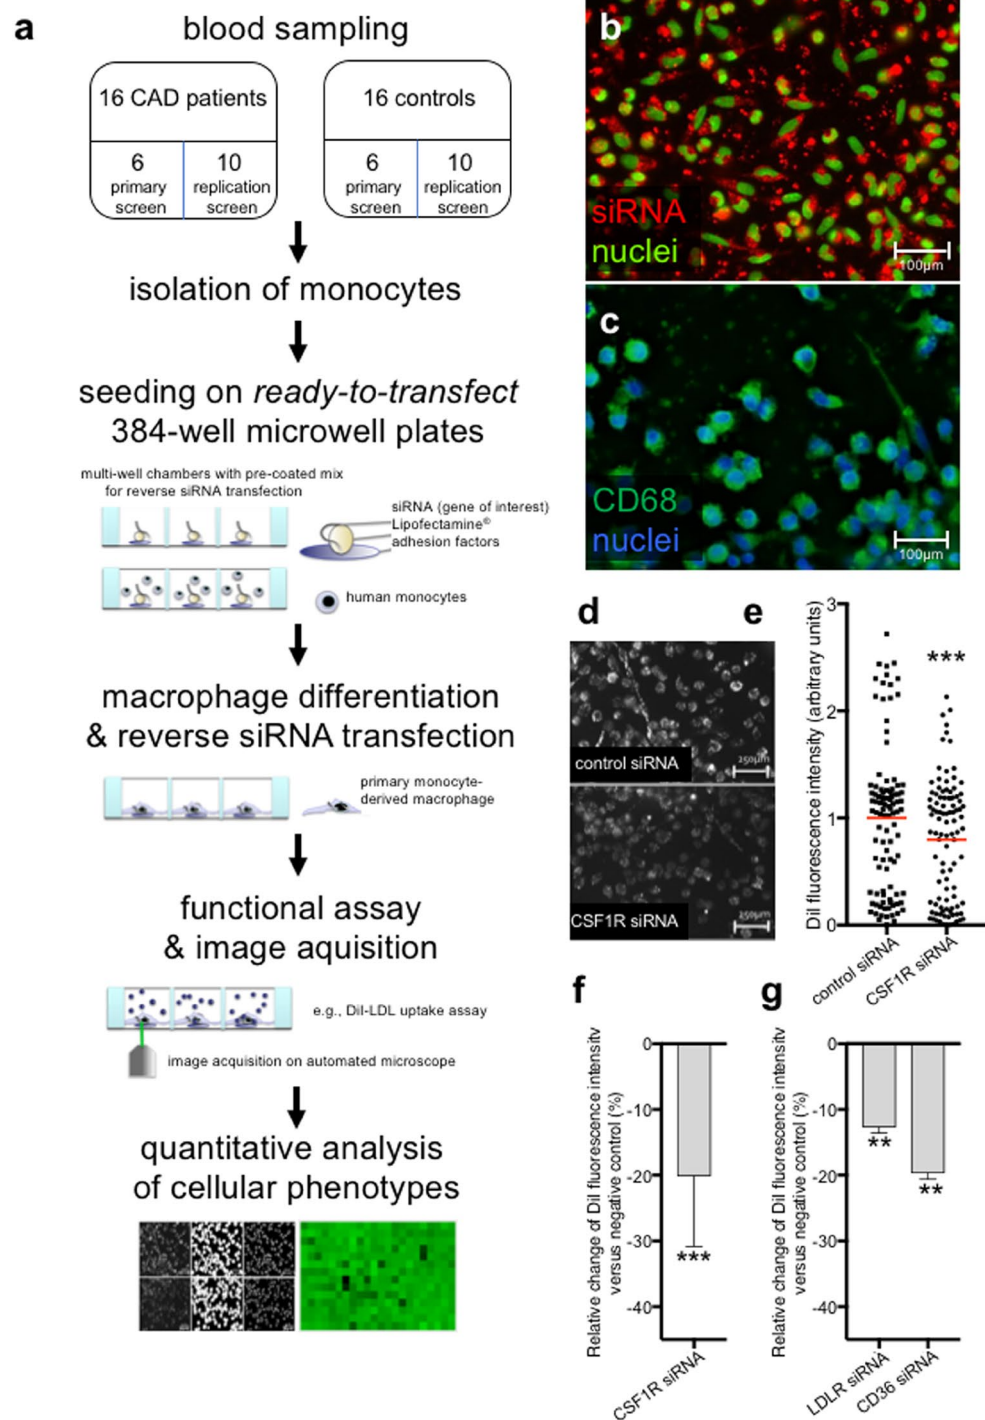 a
blood sampling
16 CAD patients
6
primary
screen
10
replication
screen
16 controls
6
primary
screen
10
replication
screen
isolation of monocytes
seeding on ready-to-transfect
384-well microwell plates
multi-well chambers with pre-coated mix
for reverse siRNA transfection
siRNA (gene of interest)
Lipofectamine©
adhesion factors
human monocytes
macrophage differentiation
& reverse siRNA transfection
primary monocyte-
derived macrophage
functional assay
& image aquisition
e.g., DiI-LDL uptake assay
image acquisition on automated microscope
quantitative analysis
of cellular phenotypes
b
siRNA
nuclei
100µm
c
CD68
nuclei
100µm
d
control siRNA
250µm
CSF1R siRNA
250µm
e
DiI fluorescence intensity (arbitrary units)
3
2
1
0
***
control siRNA
CSF1R siRNA
f
Relative change of DiI fluorescence intensity
versus negative control (%)
0
-10
-20
-30
-40
***
CSF1R siRNA
g
Relative change of DiI fluorescence intensity
versus negative control (%)
0
-10
-20
-30
-40
**
**
LDLR siRNA
CD36 siRNA